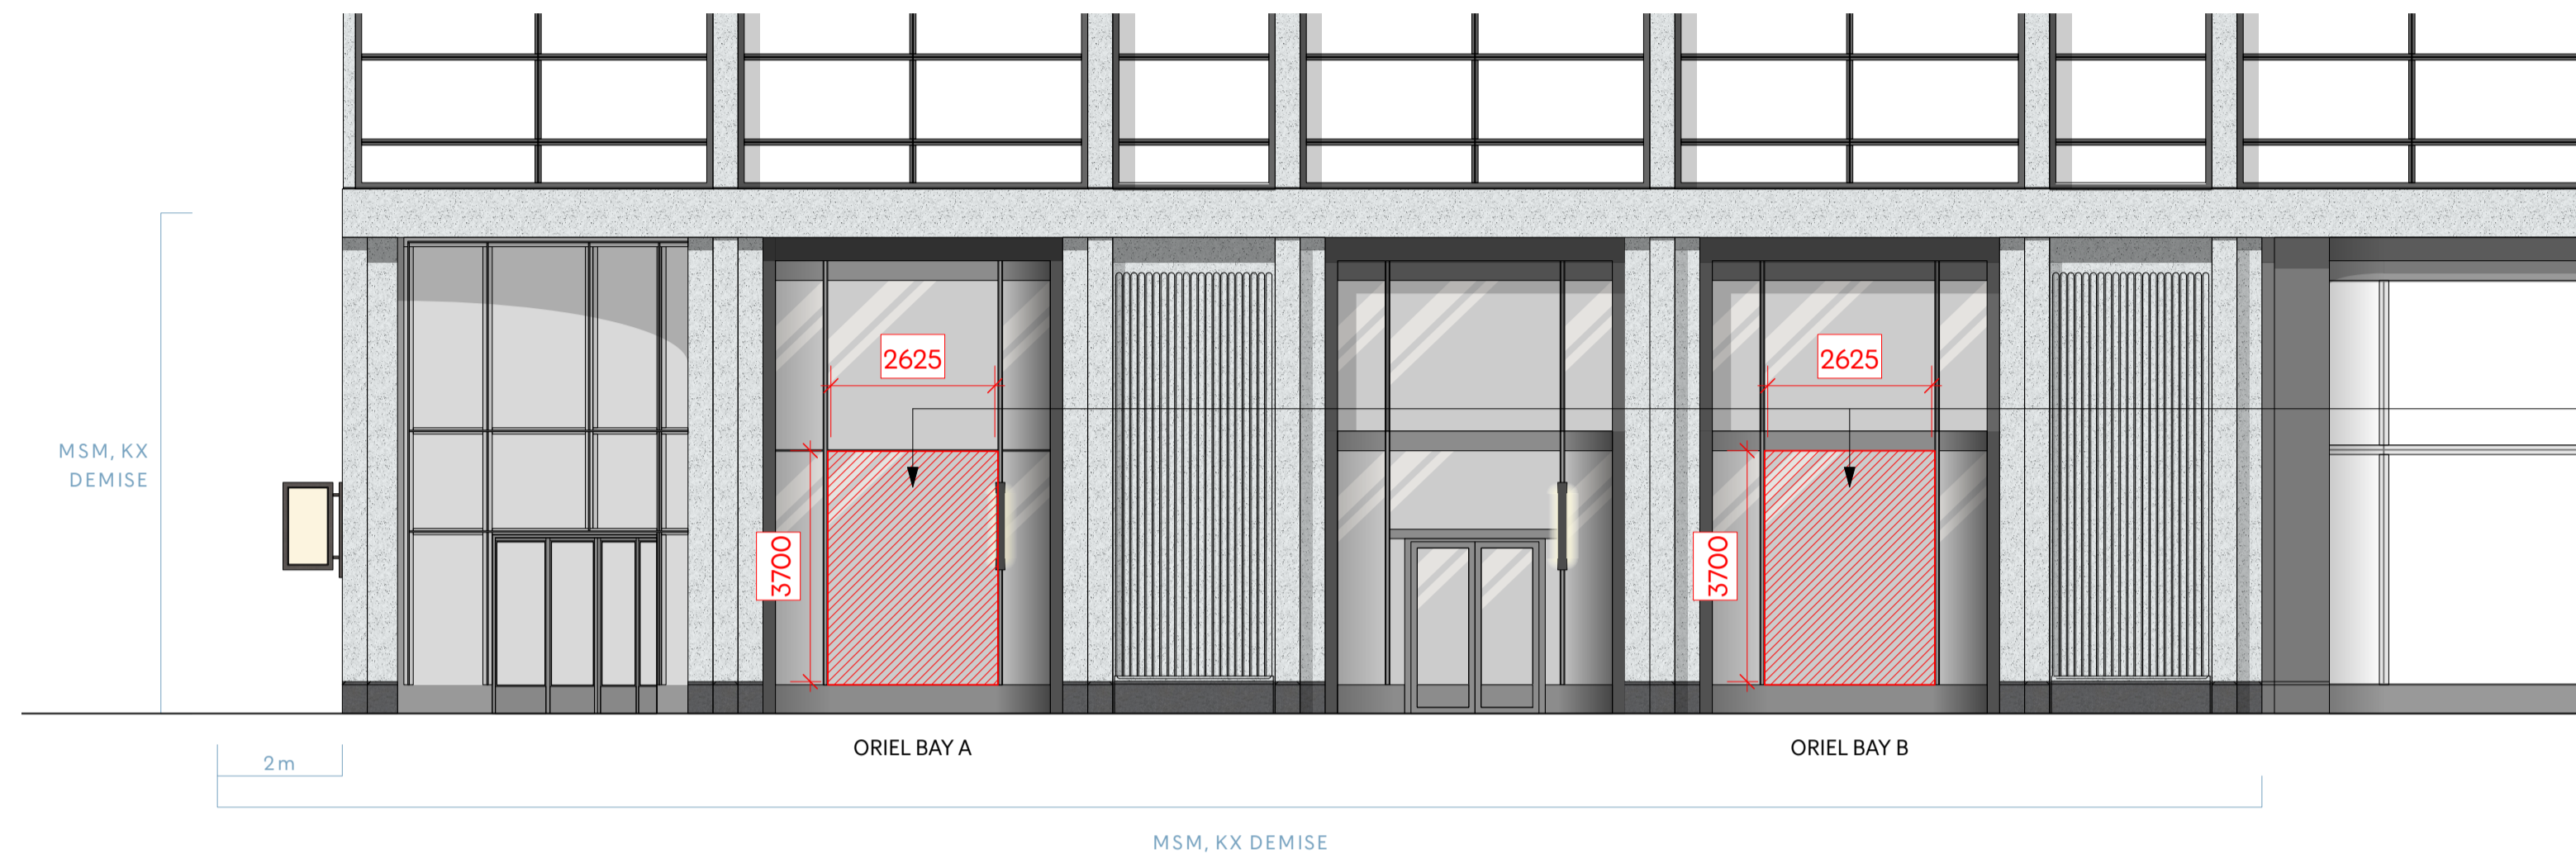 2625
2625
MSM, KX
DEMISE
3700
3700
ORIEL BAY A
ORIEL BAY B
2m
MSM, KX DEMISE